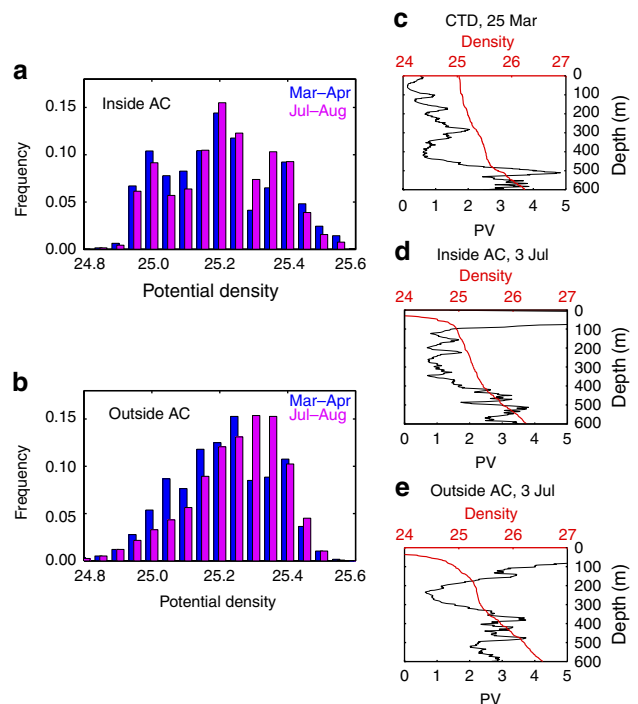 a
Inside AC
Mar–Apr
Jul–Aug
0.15
0.10
0.05
0.00
Frequency
24.8 25.0 25.2 25.4 25.6
Potential density
b
Outside AC
Mar–Apr
Jul–Aug
0.15
0.10
0.05
0.00
Frequency
24.8 25.0 25.2 25.4 25.6
Potential density
c
CTD, 25 Mar
Density
24 25 26 27
0
100
200
300
400
500
600
Depth (m)
0 1 2 3 4 5
PV
d
Inside AC, 3 Jul
Density
24 25 26 27
0
100
200
300
400
500
600
Depth (m)
0 1 2 3 4 5
PV
e
Outside AC, 3 Jul
Density
24 25 26 27
0
100
200
300
400
500
600
Depth (m)
0 1 2 3 4 5
PV